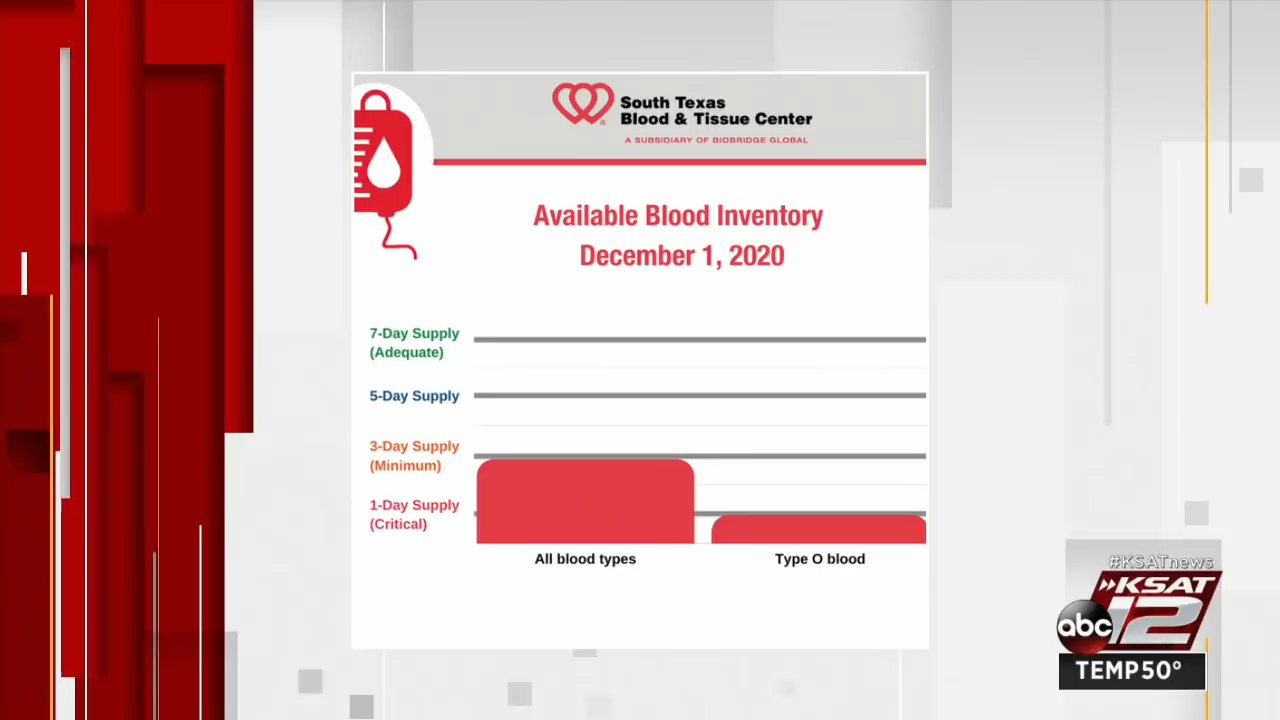 South Texas
Blood & Tissue Center
A SUBSIDIARY OF BIOBRIDGE GLOBAL
Available Blood Inventory
December 1, 2020
7-Day Supply
(Adequate)
5-Day Supply
3-Day Supply
(Minimum)
1-Day Supply
(Critical)
All blood types
Type O blood
#KSATnews
KSAT
abc 12
TEMP 50°